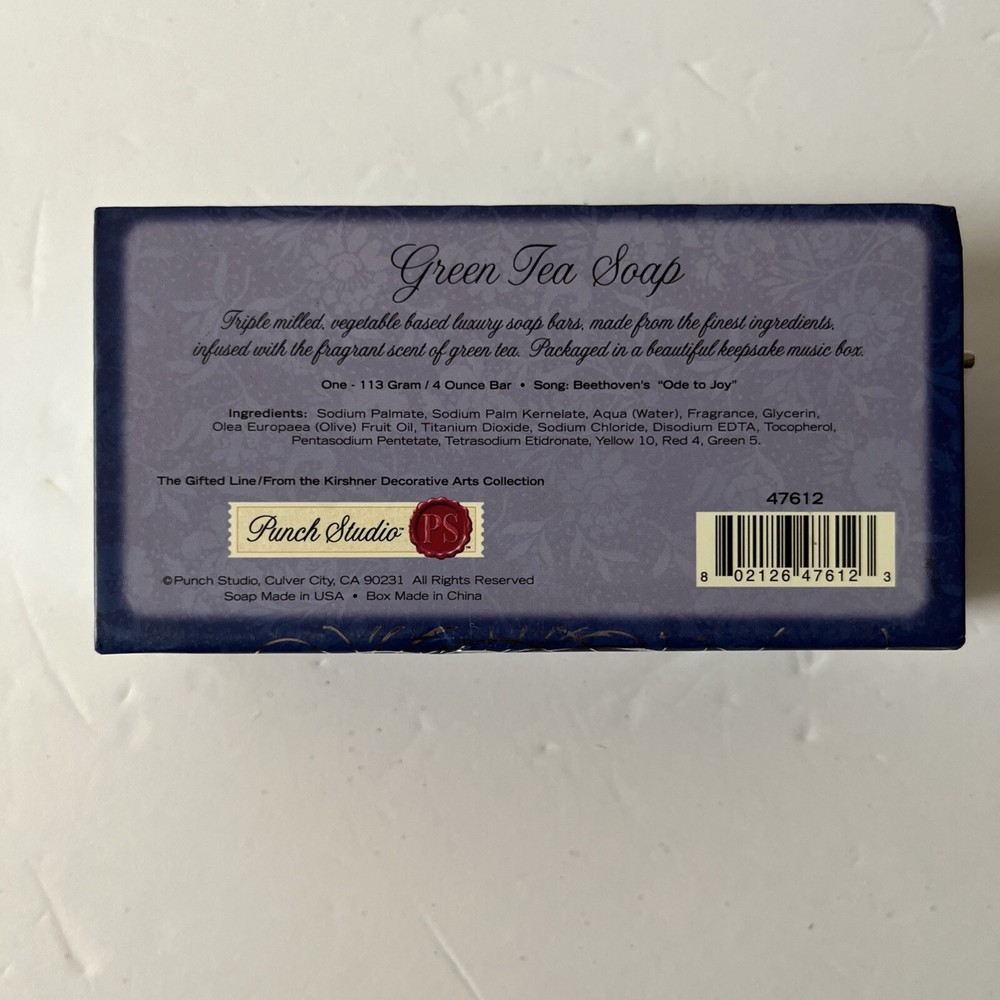 Green Tea Soap
Triple milled, vegetable based luxury soap bars, made from the finest ingredients,
infused with the fragrant scent of green tea. Packaged in a beautiful keepsake music box.
One - 113 Gram / 4 Ounce Bar • Song: Beethoven's "Ode to Joy"
Ingredients: Sodium Palmate, Sodium Palm Kernelate, Aqua (Water), Fragrance, Glycerin,
Olea Europaea (Olive) Fruit Oil, Titanium Dioxide, Sodium Chloride, Disodium EDTA, Tocopherol,
Pentasodium Pentetate, Tetrasodium Etidronate, Yellow 10, Red 4, Green 5.
The Gifted Line/From the Kirshner Decorative Arts Collection
Punch Studio™ PS™
47612
8 02126 47612 3
©Punch Studio, Culver City, CA 90231 All Rights Reserved
Soap Made in USA • Box Made in China